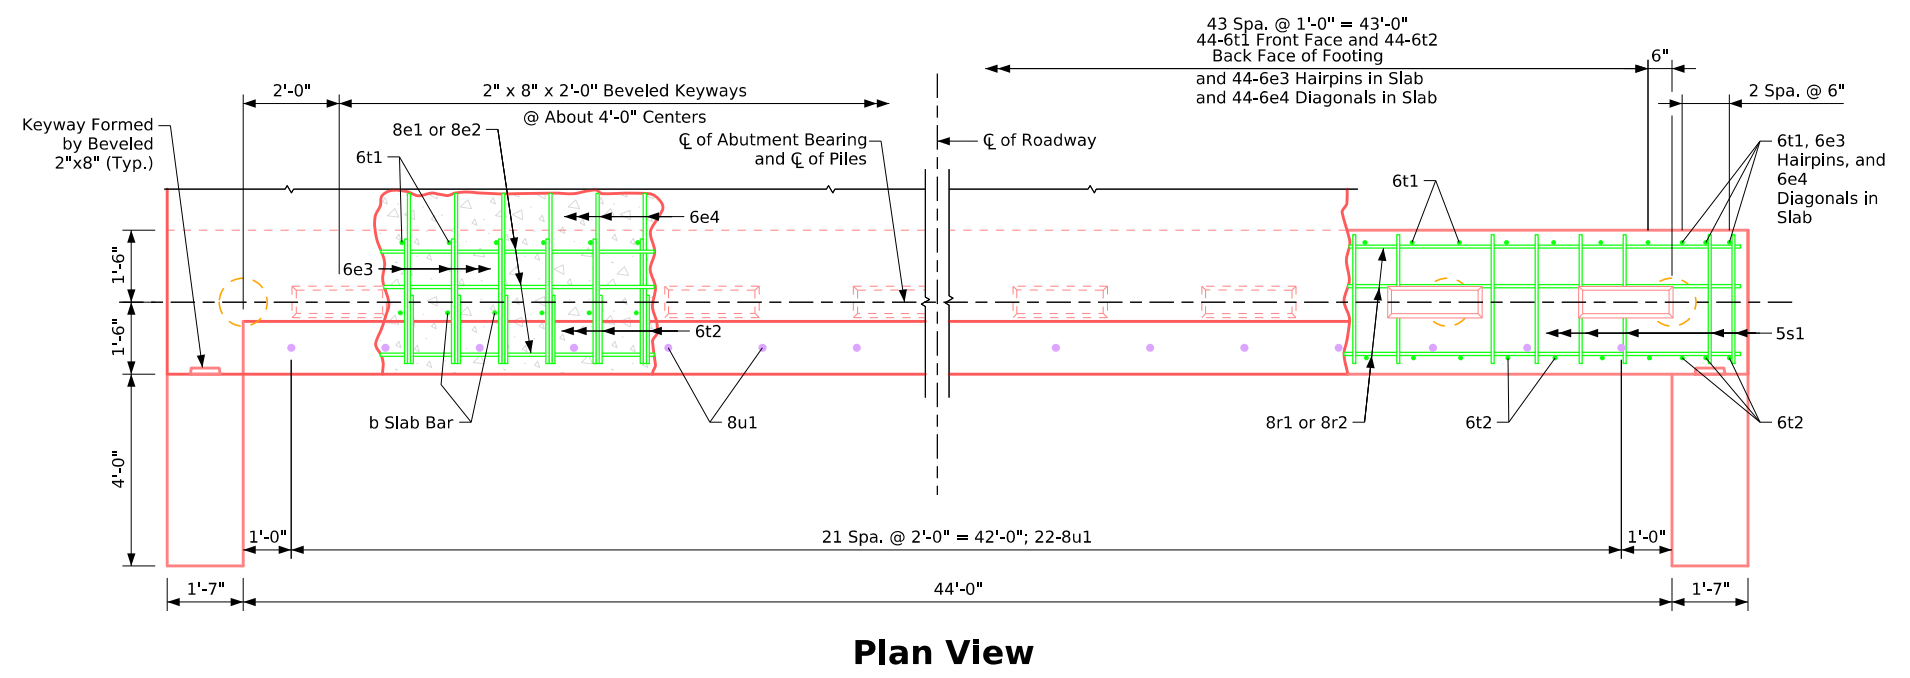 43 Spa. @ 1'-0" = 43'-0"
44-6t1 Front Face and 44-6t2
Back Face of Footing
and 44-6e3 Hairpins in Slab
and 44-6e4 Diagonals in Slab
6"
2 Spa. @ 6"
2'-0"
2" x 8" x 2'-0" Beveled Keyways
@ About 4'-0" Centers
Keyway Formed
by Beveled
2"x8" (Typ.)
8e1 or 8e2
6t1
℄ of Abutment Bearing
and ℄ of Piles
℄ of Roadway
6t1
6t1, 6e3
Hairpins, and
6e4
Diagonals in
Slab
6e4
6e3
6t2
5s1
1'-6"
1'-6"
4'-0"
b Slab Bar
8u1
8r1 or 8r2
6t2
6t2
1'-0"
21 Spa. @ 2'-0" = 42'-0"; 22-8u1
1'-0"
1'-7"
44'-0"
1'-7"
Plan View